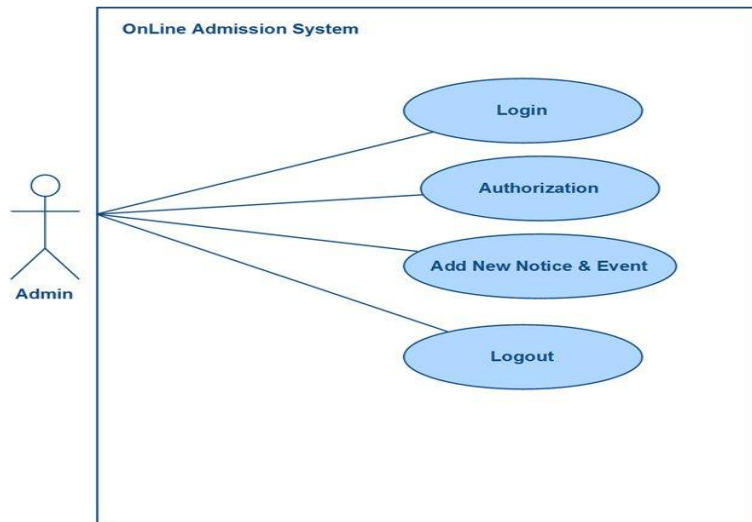 OnLine Admission System
Login
Authorization
Add New Notice & Event
Admin
Logout